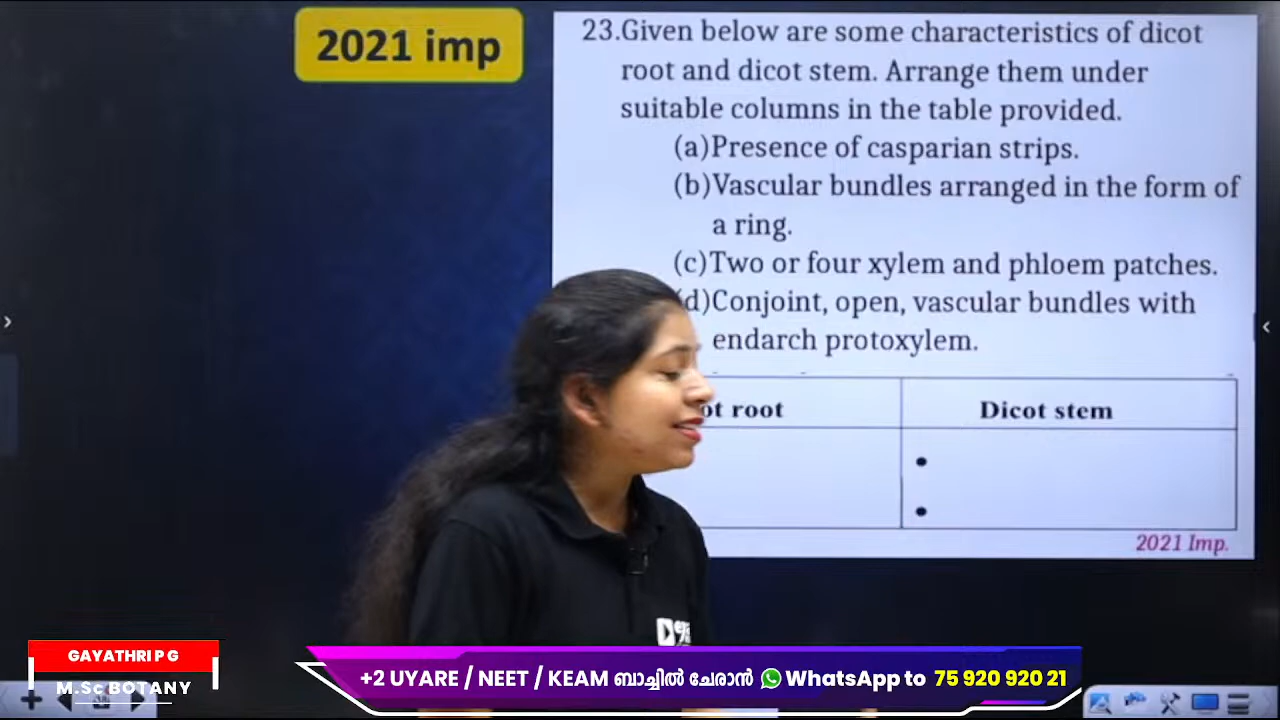 2021 imp
23.Given below are some characteristics of dicot
root and dicot stem. Arrange them under
suitable columns in the table provided.
(a)Presence of casparian strips.
(b)Vascular bundles arranged in the form of
a ring.
(c)Two or four xylem and phloem patches.
d)Conjoint, open, vascular bundles with
endarch protoxylem.
ot root
Dicot stem
2021 Imp.
GAYATHRI P G
M.Sc BOTANY
+2 UYARE / NEET / KEAM ബാച്ചിൽ ചേരാൻ WhatsApp to 75 920 920 21